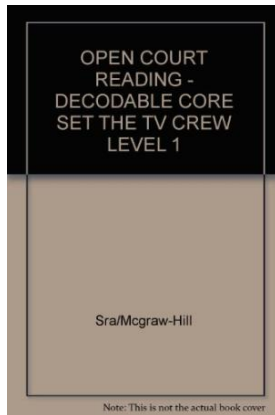 OPEN COURT
READING -
DECODABLE CORE
SET THE TV CREW
LEVEL 1
Sra/Mcgraw-Hill
Note: This is not the actual book cover